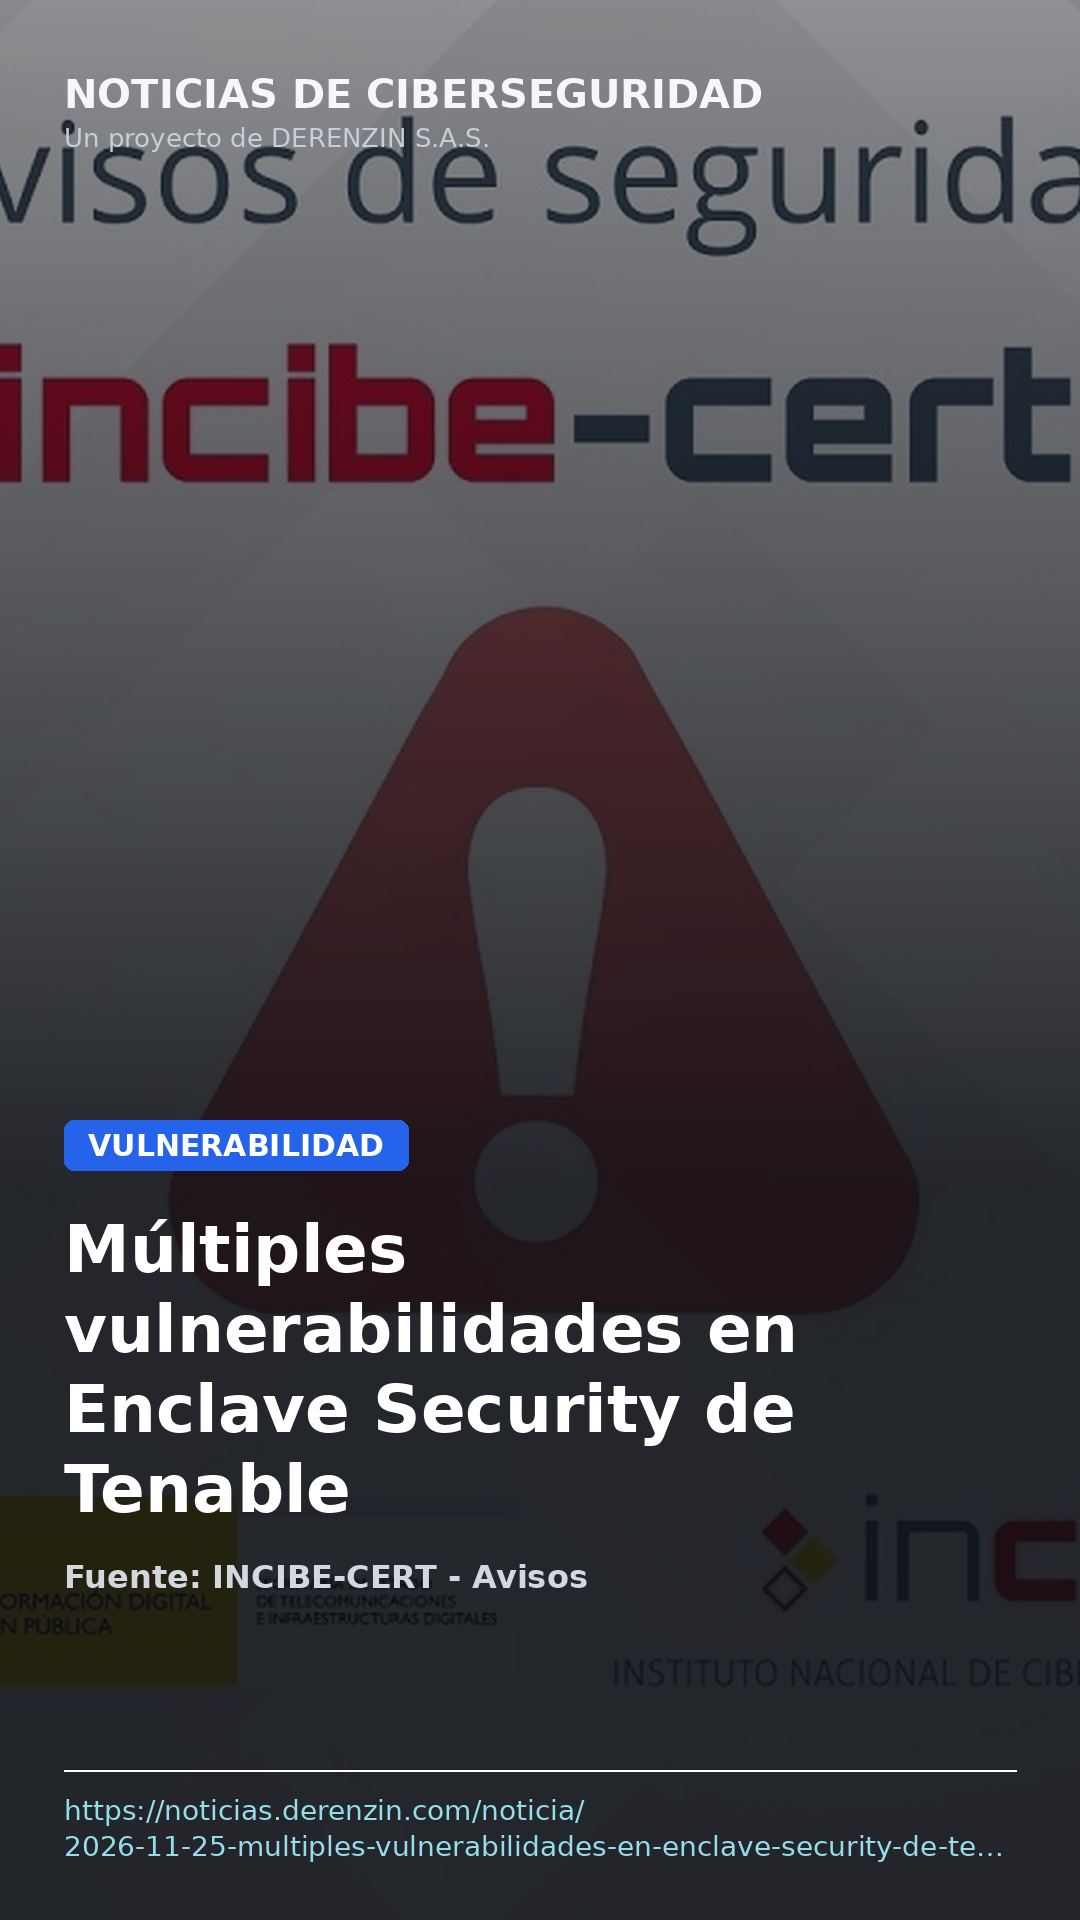 NOTICIAS DE CIBERSEGURIDAD
Un proyecto de DERENZIN S.A.S.
visos de segurida
incibe-cert
VULNERABILIDAD
Múltiples
vulnerabilidades en
Enclave Security de
Tenable
Fuente: INCIBE-CERT - Avisos
ORMACIÓN DIGITAL
N PÚBLICA
DE TELECOMUNICACIONES
E INFRAESTRUCTURAS DIGITALES
inc
INSTITUTO NACIONAL DE CIB
https://noticias.derenzin.com/noticia/
2026-11-25-multiples-vulnerabilidades-en-enclave-security-de-te...